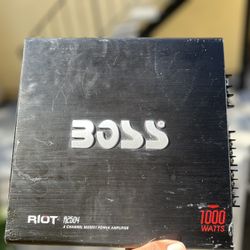 BOSS
RIOT R2504
4 CHANNEL MOSFET POWER AMPLIFIER
1000
WATTS